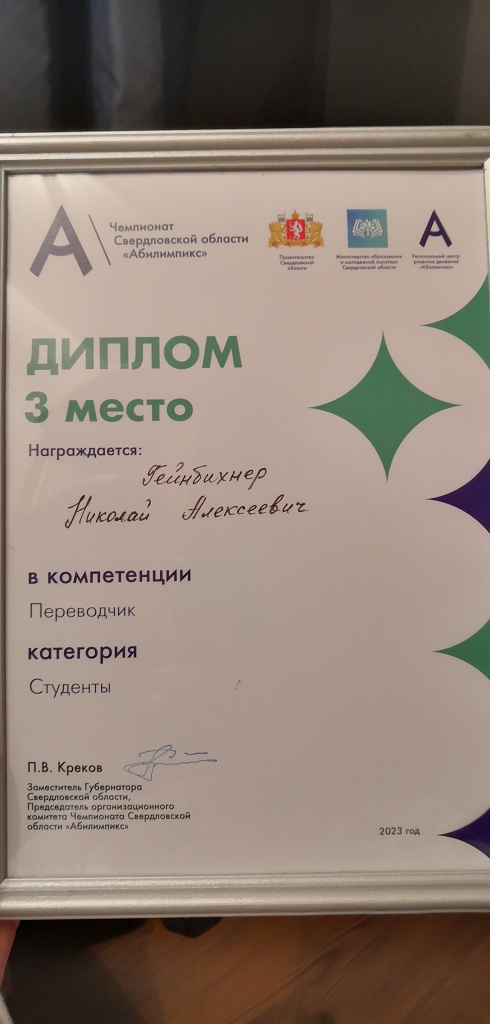 Чемпионат
Свердловской области
«Абилимпикс»
Правительство
Свердловской
области
Министерство образования
и молодежной политики
Свердловской области
Региональный центр
развития движения
«Абилимпикс»
ДИПЛОМ
3 место
Награждается:
Гейнбихнер
Николай Алексеевич
в компетенции
Переводчик
категория
Студенты
П.В. Креков
Заместитель Губернатора
Свердловской области,
Председатель организационного
комитета Чемпионата Свердловской
области «Абилимпикс»
2023 год